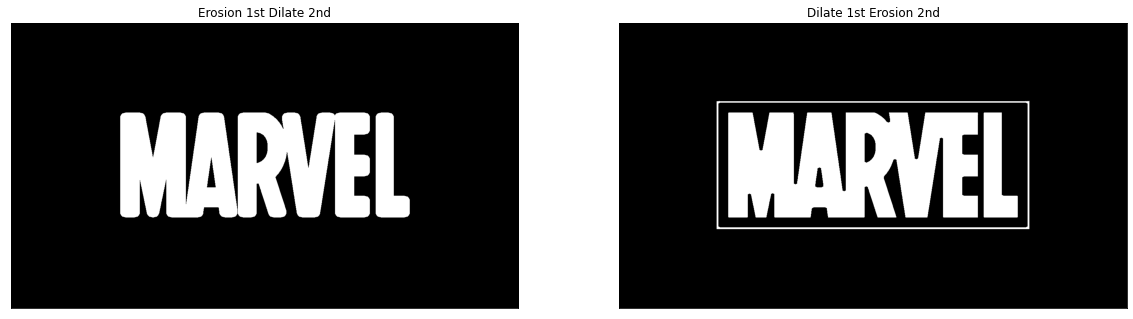 Erosion 1st Dilate 2nd
MARVEL
Dilate 1st Erosion 2nd
MARVEL